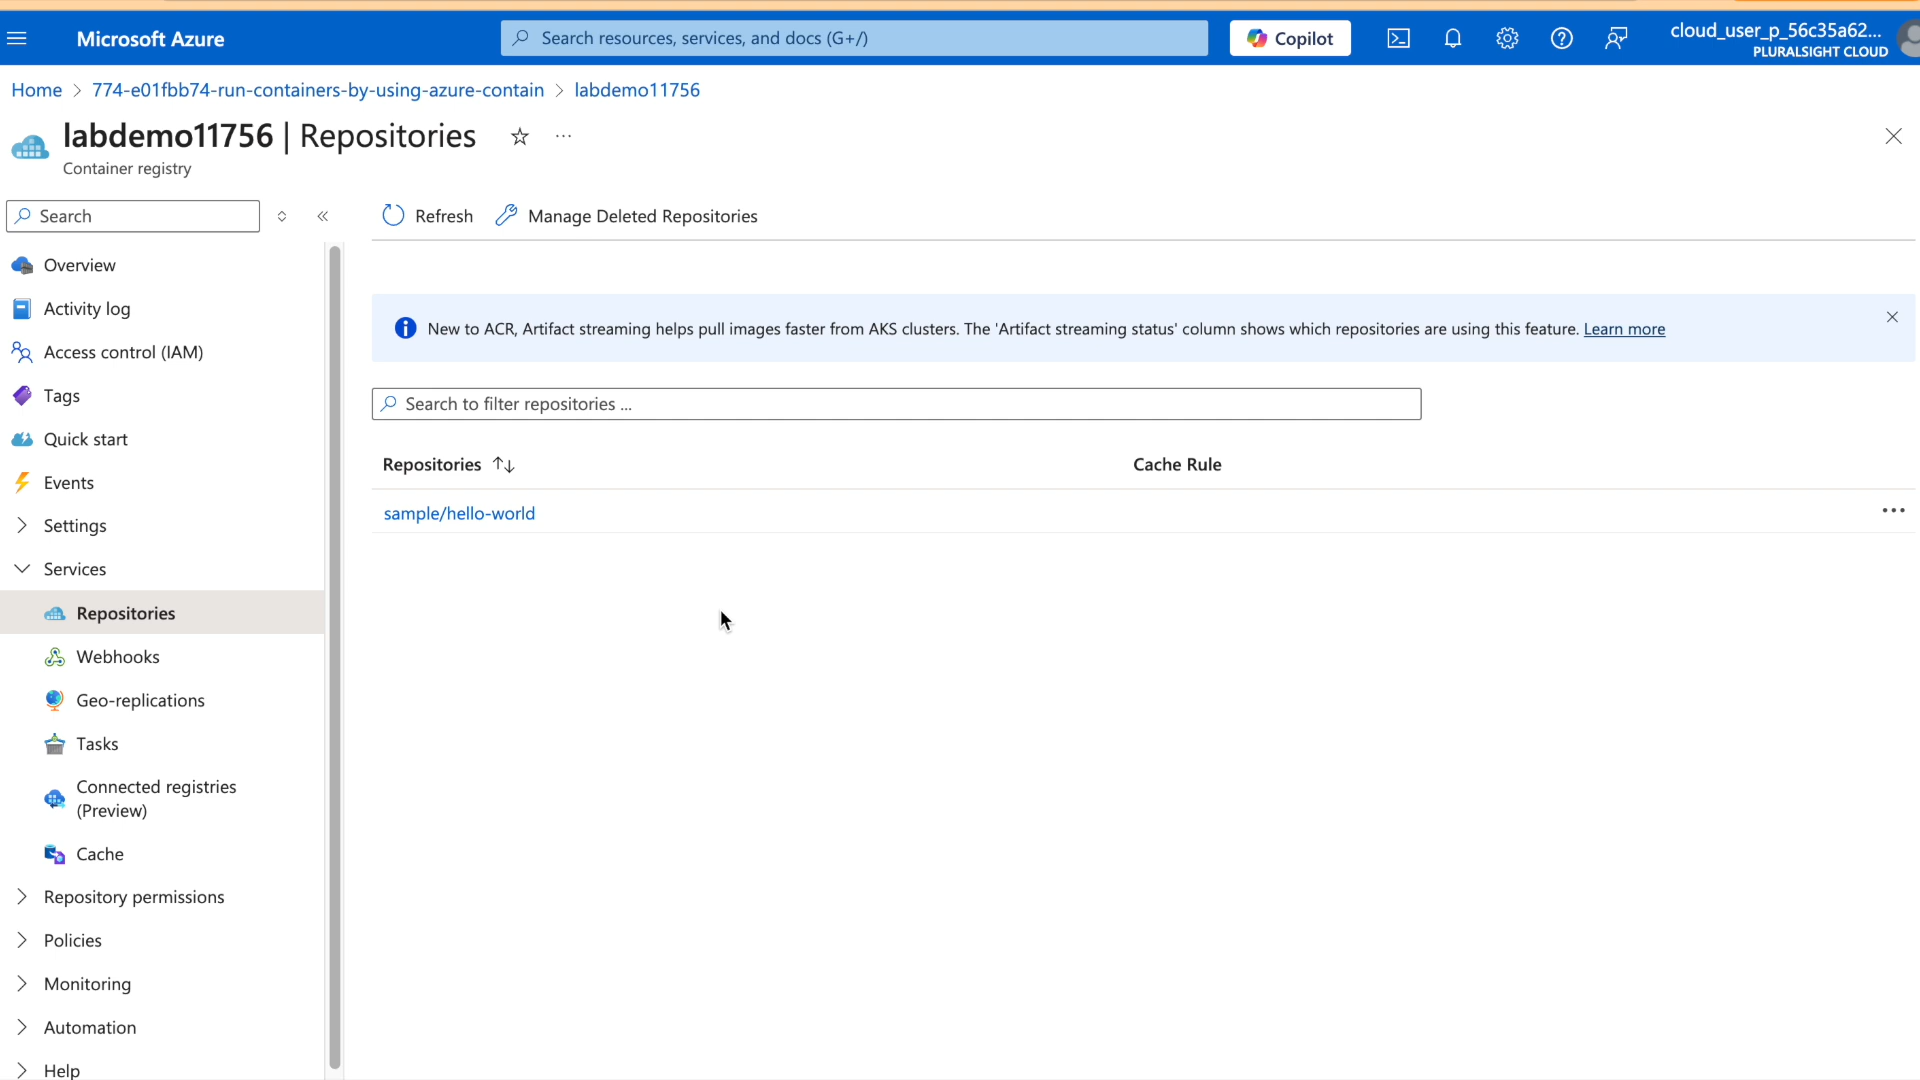 Microsoft Azure
Search resources, services, and docs (G+/)
Copilot
cloud_user_p_56c35a62...
PLURALSIGHT CLOUD
Home > 774-e01fbb74-run-containers-by-using-azure-contain > labdemo11756
labdemo11756 | Repositories
Container registry
Search
Refresh
Manage Deleted Repositories
Overview
Activity log
Access control (IAM)
Tags
Quick start
Events
Settings
Services
Repositories
Webhooks
Geo-replications
Tasks
Connected registries
(Preview)
Cache
Repository permissions
Policies
Monitoring
Automation
Help
New to ACR, Artifact streaming helps pull images faster from AKS clusters. The 'Artifact streaming status' column shows which repositories are using this feature. Learn more
Search to filter repositories ...
Repositories
Cache Rule
sample/hello-world